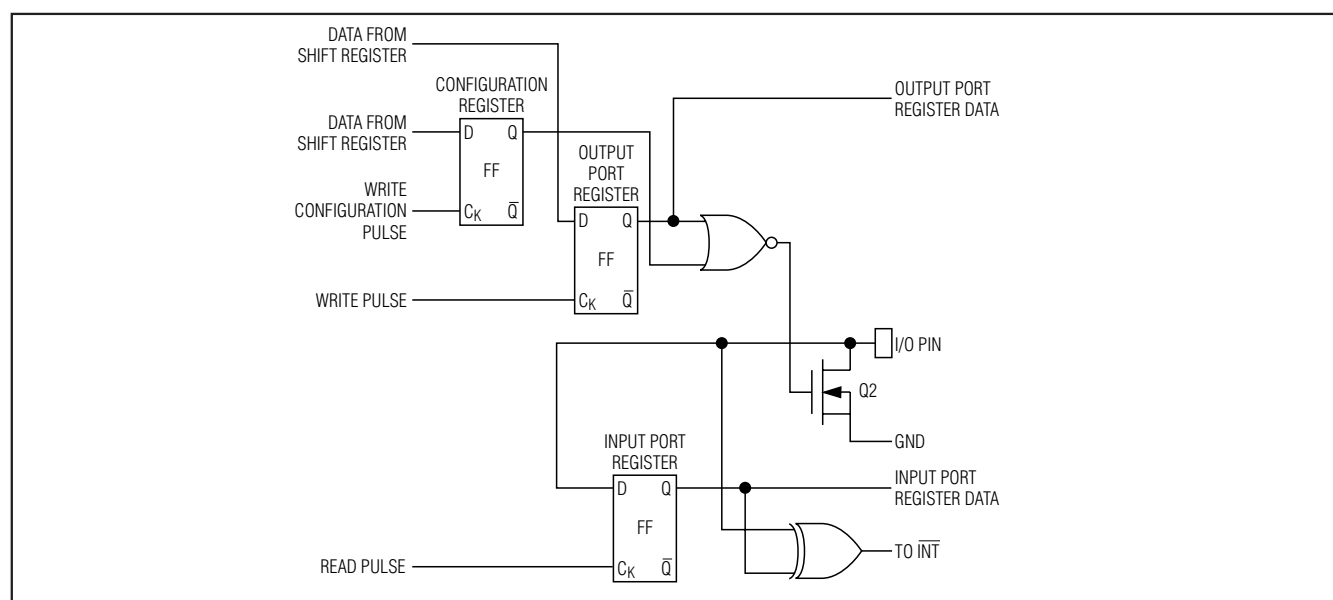 DATA FROM
SHIFT REGISTER
CONFIGURATION
REGISTER
OUTPUT PORT
REGISTER DATA
DATA FROM
SHIFT REGISTER
D Q
FF
CK Q̅
WRITE
CONFIGURATION
PULSE
OUTPUT
PORT
REGISTER
D Q
FF
CK Q̅
WRITE PULSE
I/O PIN
Q2
GND
INPUT PORT
REGISTER
D Q
FF
CK Q̅
INPUT PORT
REGISTER DATA
TO I̅N̅T̅
READ PULSE